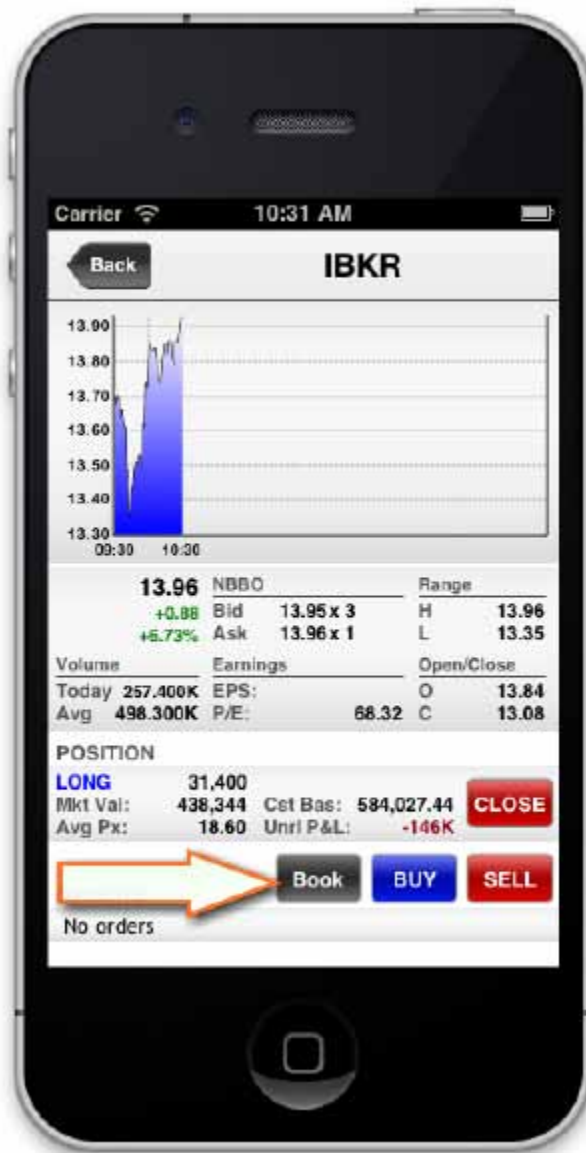 Carrier 10:31 AM
Back IBKR
13.90
13.80
13.70
13.60
13.50
13.40
13.30
09:30 10:30
13.96 NBBO Range
+0.88 Bid 13.95 x 3 H 13.96
+6.73% Ask 13.96 x 1 L 13.35
Volume Earnings Open/Close
Today 257.400K EPS: O 13.84
Avg 498.300K P/E: 68.32 C 13.08
POSITION
LONG 31,400
Mkt Val: 438,344 Cst Bas: 584,027.44 CLOSE
Avg Px: 18.60 Unrl P&L: -146K
Book BUY SELL
No orders